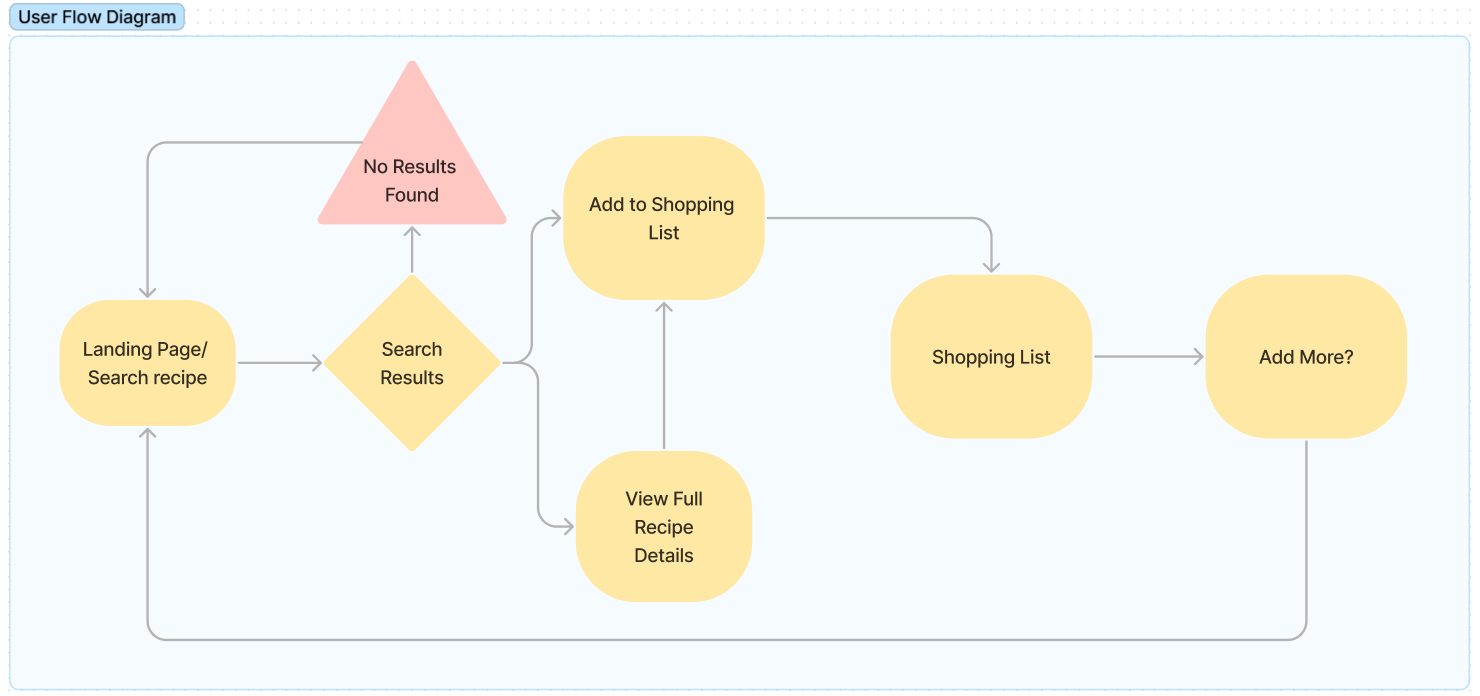 User Flow Diagram
No Results
Found
Add to Shopping
List
Landing Page/
Search recipe
Search
Results
Shopping List
Add More?
View Full
Recipe
Details